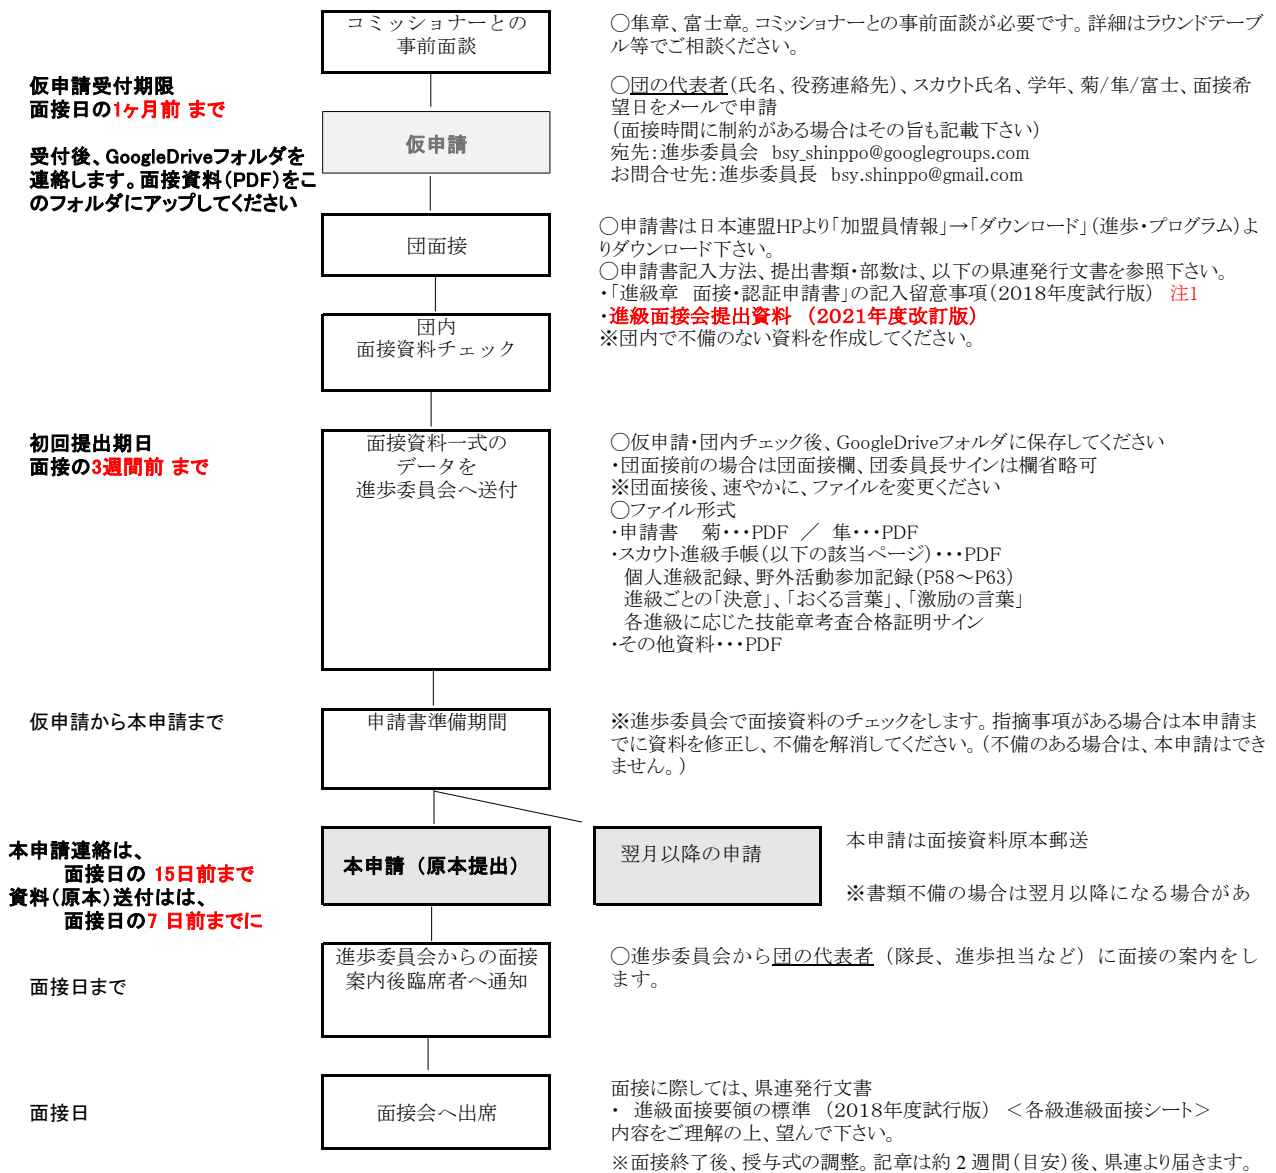 コミッショナーとの
事前面談
○隼章、富士章。コミッショナーとの事前面談が必要です。詳細はラウンドテーブ
ル等でご相談ください。
仮申請受付期限
面接日の1ヶ月前 まで
受付後、GoogleDriveフォルダを
連絡します。面接資料(PDF)をこ
のフォルダにアップしてください
仮申請
○団の代表者(氏名、役務連絡先)、スカウト氏名、学年、菊/隼/富士、面接希
望日をメールで申請
(面接時間に制約がある場合はその旨も記載下さい)
宛先:進歩委員会 bsy_shinppo@googlegroups.com
お問合せ先:進歩委員長 bsy.shinppo@gmail.com
団面接
○申請書は日本連盟HPより「加盟員情報」→「ダウンロード」(進歩・プログラム)よ
りダウンロード下さい。
○申請書記入方法、提出書類・部数は、以下の県連発行文書を参照下さい。
・「進級章 面接・認証申請書」の記入留意事項(2018年度試行版) 注1
・進級面接会提出資料 (2021年度改訂版)
※団内で不備のない資料を作成してください。
団内
面接資料チェック
初回提出期日
面接の3週間前 まで
面接資料一式の
データを
進歩委員会へ送付
○仮申請・団内チェック後、GoogleDriveフォルダに保存してください
・団面接前の場合は団面接欄、団委員長サインは欄省略可
※団面接後、速やかに、ファイルを変更ください
○ファイル形式
・申請書 菊・・・PDF / 隼・・・PDF
・スカウト進級手帳(以下の該当ページ)・・・PDF
個人進級記録、野外活動参加記録(P58～P63)
進級ごとの「決意」、「おくる言葉」、「激励の言葉」
各進級に応じた技能章考査合格証明サイン
・その他資料・・・PDF
仮申請から本申請まで
申請書準備期間
※進歩委員会で面接資料のチェックをします。指摘事項がある場合は本申請ま
でに資料を修正し、不備を解消してください。(不備のある場合は、本申請はでき
ません。)
本申請連絡は、
面接日の 15日前まで
資料(原本)送付はは、
面接日の7 日前までに
本申請(原本提出)
翌月以降の申請
本申請は面接資料原本郵送
※書類不備の場合は翌月以降になる場合があ
面接日まで
進歩委員会からの面接
案内後臨席者へ通知
○進歩委員会から団の代表者(隊長、進歩担当など)に面接の案内をし
ます。
面接日
面接会へ出席
面接に際しては、県連発行文書
・ 進級面接要領の標準 (2018年度試行版) <各級進級面接シート>
内容をご理解の上、望んで下さい。
※面接終了後、授与式の調整。記章は約 2 週間(目安)後、県連より届きます。